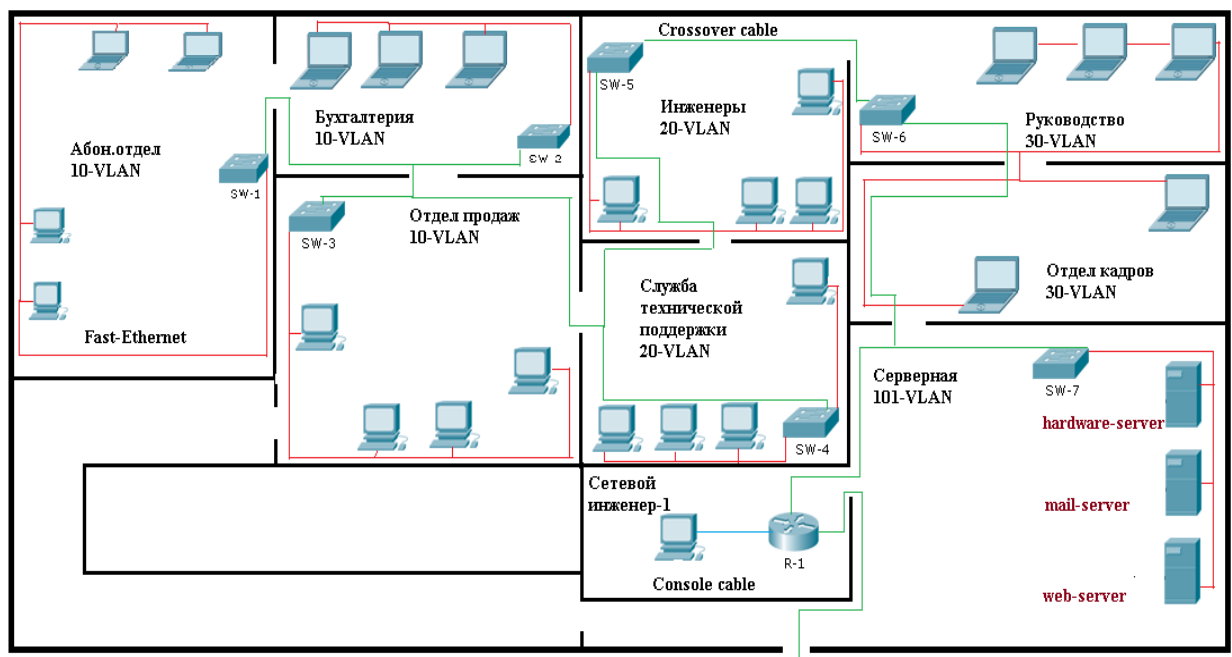 Абон.отдел
10-VLAN
SW-1
Fast-Ethernet
Бухгалтерия
10-VLAN
SW 2
SW-3
Отдел продаж
10-VLAN
Crossover cable
SW-5
Инженеры
20-VLAN
SW-6
Руководство
30-VLAN
Служба
технической
поддержки
20-VLAN
SW-4
Отдел кадров
30-VLAN
Серверная
101-VLAN
SW-7
hardware-server
mail-server
web-server
Сетевой
инженер-1
R-1
Console cable